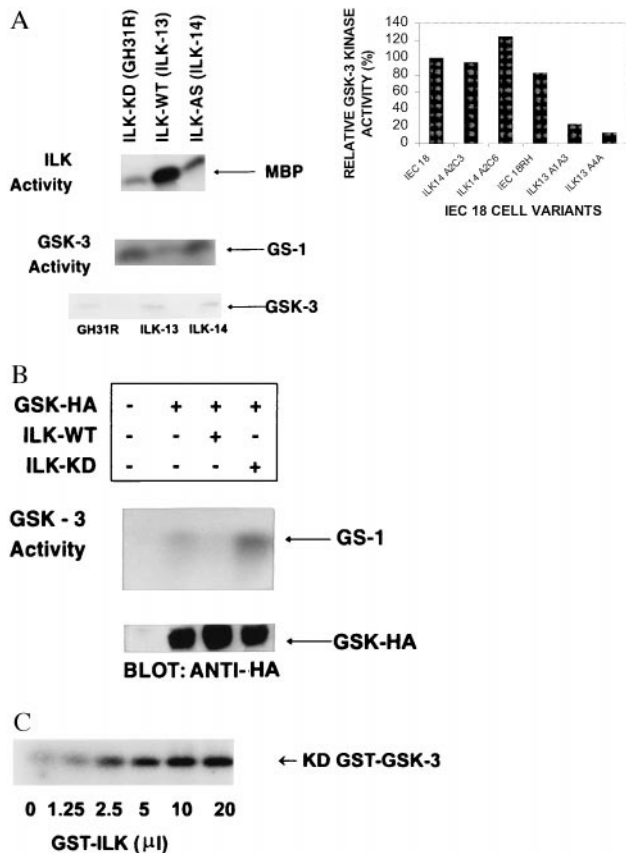 A
ILK-KD (GH31R)
ILK-WT (ILK-13)
ILK-AS (ILK-14)
ILK
Activity
MBP
GSK-3
Activity
GS-1
GSK-3
GH31R ILK-13 ILK-14
RELATIVE GSK-3 KINASE
ACTIVITY (%)
140
120
100
80
60
40
20
0
IEC 18
ILK14 A2C3
ILK14 A2C6
IEC 18RH
ILK13 A1A3
ILK13 A4A
IEC 18 CELL VARIANTS
B
GSK-HA - + + +
ILK-WT - - + -
ILK-KD - - - +
GSK - 3
Activity
GS-1
GSK-HA
BLOT: ANTI-HA
C
KD GST-GSK-3
0 1.25 2.5 5 10 20
GST-ILK (μl)